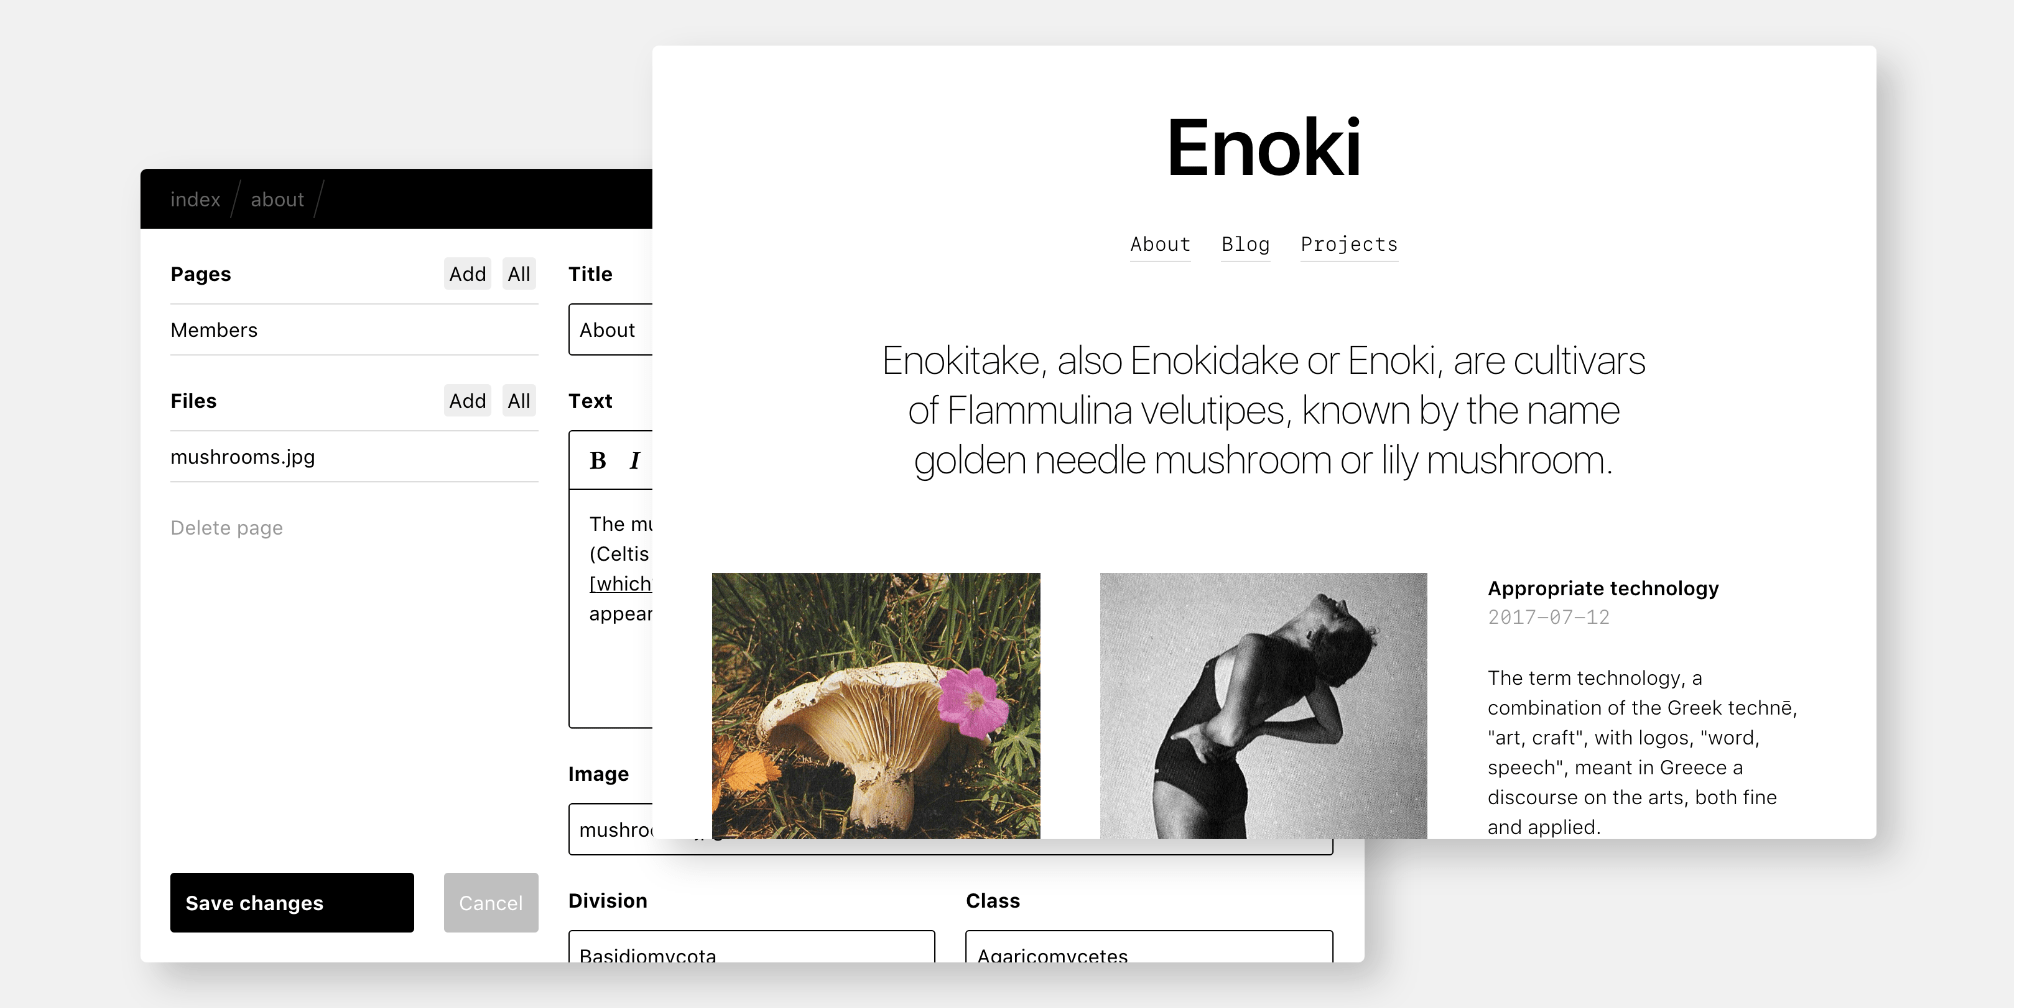 index / about /
Pages Add All
Members
Files Add All
mushrooms.jpg
Delete page
Save changes Cancel
Title
About
Text
B I
The
(Celtis
[which
appear
Image
Division Class
Basidiomycota Agaricomycetes
Enoki
About Blog Projects
Enokitake, also Enokidake or Enoki, are cultivars
of Flammulina velutipes, known by the name
golden needle mushroom or lily mushroom.
Appropriate technology
2017–07–12
The term technology, a
combination of the Greek technē,
"art, craft", with logos, "word,
speech", meant in Greece a
discourse on the arts, both fine
and applied.